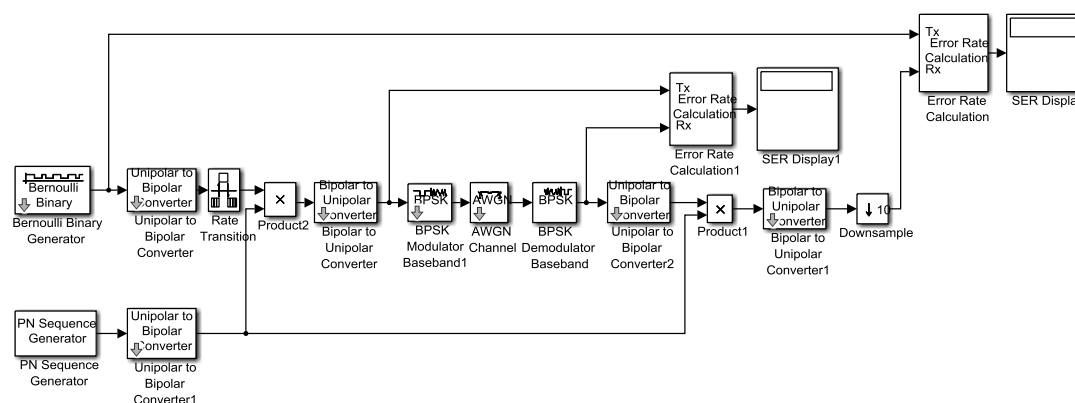 Tx
Error Rate
Calculation
Rx
Error Rate
Calculation
SER Displa
Tx
Error Rate
Calculation
Rx
Error Rate
Calculation1
SER Display1
Bernoulli
Binary
Bernoulli Binary
Generator
Unipolar to
Bipolar
Converter
Unipolar to
Bipolar
Converter
Rate
Transition
×
Product2
Bipolar to
Unipolar
Converter
Bipolar to
Unipolar
Converter
BPSK
BPSK
Modulator
Baseband1
AWGN
AWGN
Channel
BPSK
BPSK
Demodulator
Baseband
Unipolar to
Bipolar
Converter
Unipolar to
Bipolar
Converter2
×
Product1
Bipolar to
Unipolar
Converter
Bipolar to
Unipolar
Converter1
10
Downsample
PN Sequence
Generator
PN Sequence
Generator
Unipolar to
Bipolar
Converter
Unipolar to
Bipolar
Converter1